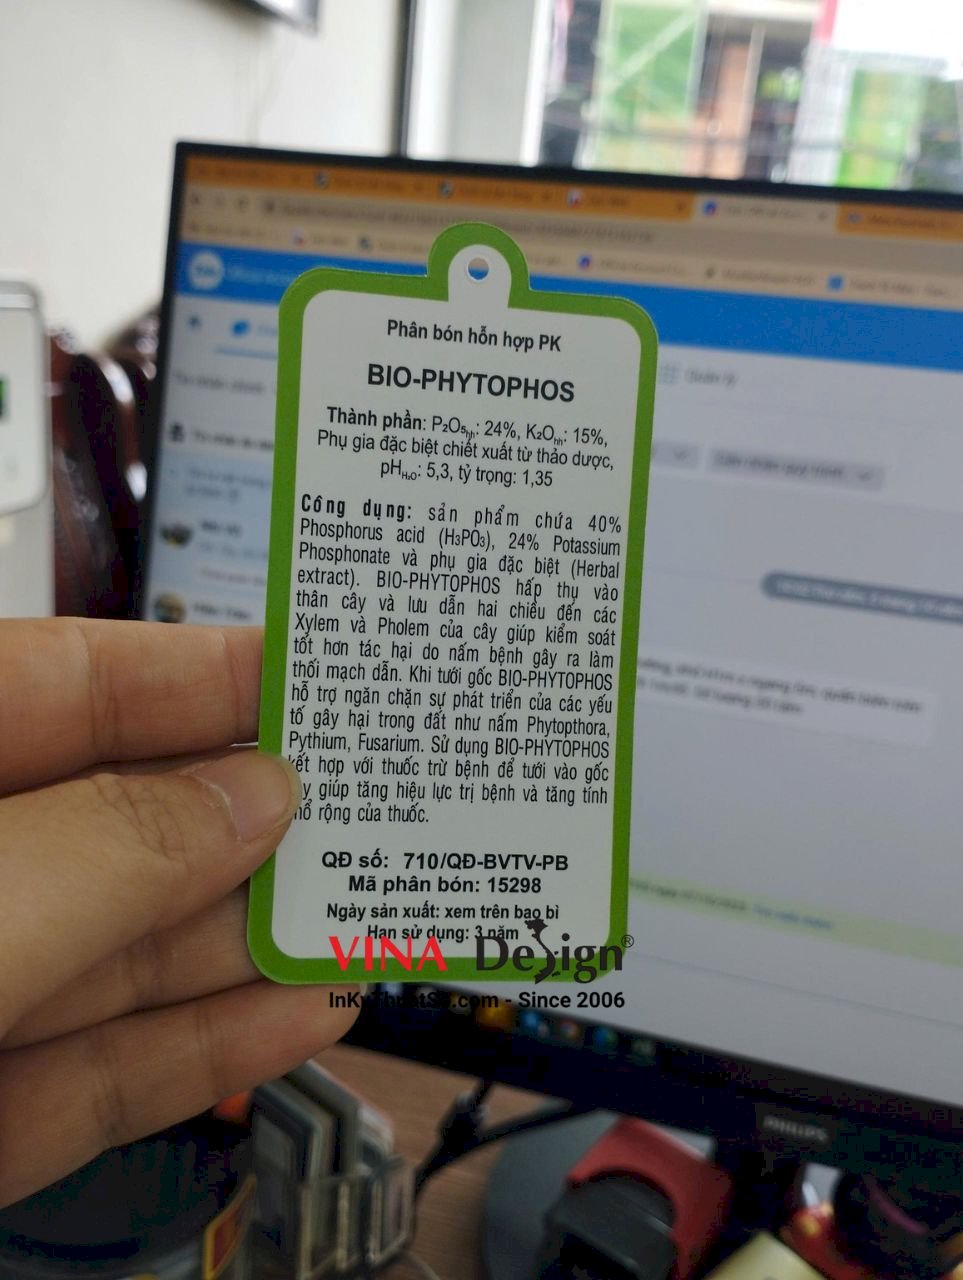 Phân bón hỗn hợp PK
BIO-PHYTOPHOS
Thành phần: P₂O₅hh: 24%, K₂Ohh: 15%,
Phụ gia đặc biệt chiết xuất từ thảo dược,
pHH₂O: 5,3, tỷ trọng: 1,35
Công dụng: sản phẩm chứa 40%
Phosphorus acid (H₃PO₃), 24% Potassium
Phosphonate và phụ gia đặc biệt (Herbal
extract). BIO-PHYTOPHOS hấp thụ vào
thân cây và lưu dẫn hai chiều đến các
Xylem và Pholem của cây giúp kiểm soát
tốt hơn tác hại do nấm bệnh gây ra làm
thối mạch dẫn. Khi tưới gốc BIO-PHYTOPHOS
hỗ trợ ngăn chặn sự phát triển của các yếu
tố gây hại trong đất như nấm Phytopthora,
Pythium, Fusarium. Sử dụng BIO-PHYTOPHOS
kết hợp với thuốc trừ bệnh để tưới vào gốc
giúp tăng hiệu lực trị bệnh và tăng tính
rộng của thuốc.
QĐ số: 710/QĐ-BVTV-PB
Mã phân bón: 15298
Ngày sản xuất: xem trên bao bì
Hạn sử dụng: 3 năm
VINA Design®
InKyThuatSo.com - Since 2006
Quản lý
PHILIPS